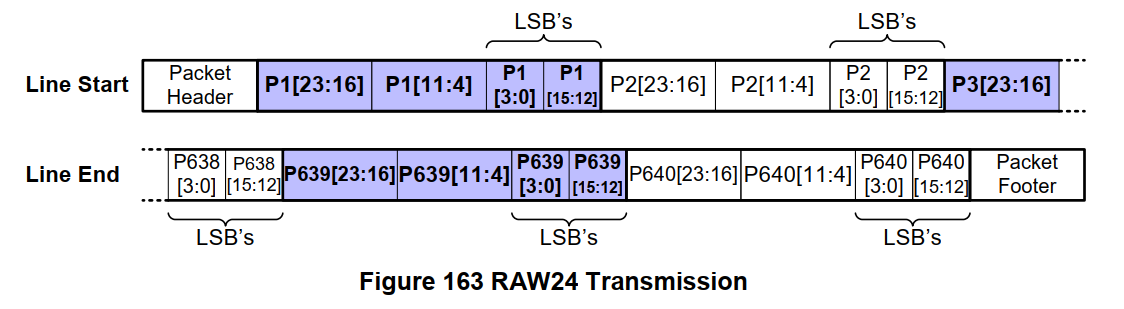 LSB's LSB's
Line Start Packet Header P1[23:16] P1[11:4] P1 [3:0] P1 [15:12] P2[23:16] P2[11:4] P2 [3:0] P2 [15:12] P3[23:16]
Line End P638 [3:0] P638 [15:12] P639[23:16] P639[11:4] P639 [3:0] P639 [15:12] P640[23:16] P640[11:4] P640 [3:0] P640 [15:12] Packet Footer
LSB's LSB's LSB's
Figure 163 RAW24 Transmission